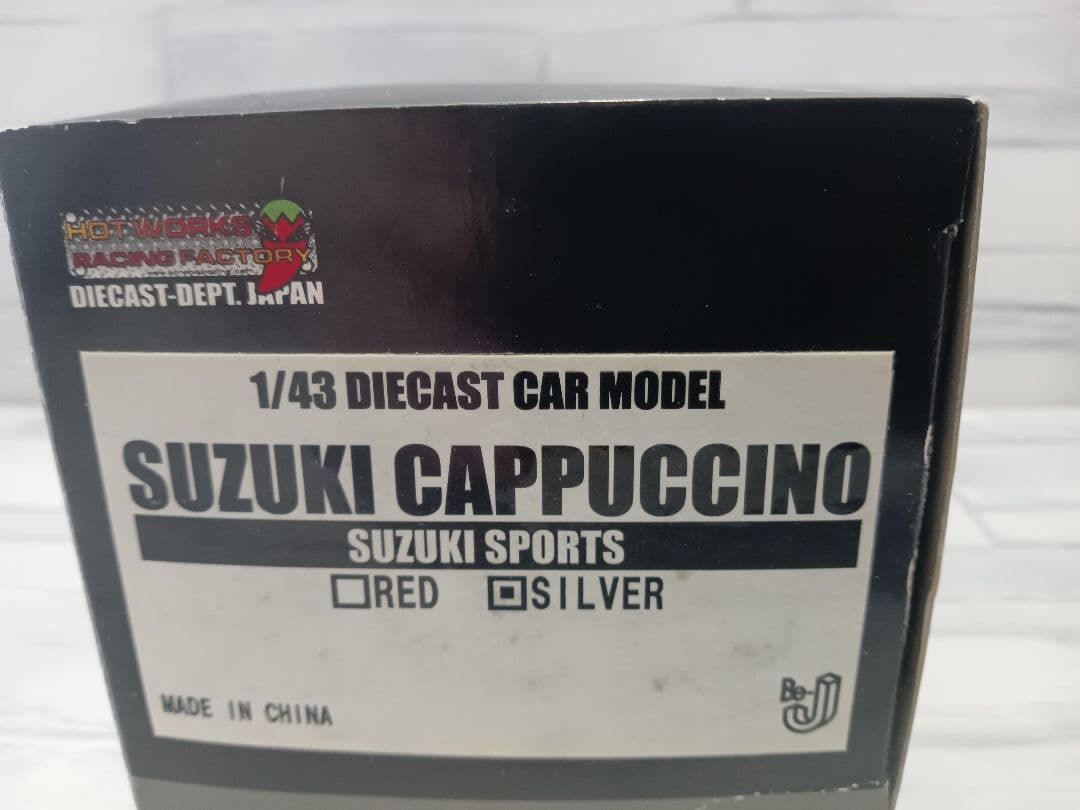 HOT WORKS
RACING FACTORY
DIECAST-DEPT. JAPAN
1/43 DIECAST CAR MODEL
SUZUKI CAPPUCCINO
SUZUKI SPORTS
RED SILVER
MADE IN CHINA
Be-J